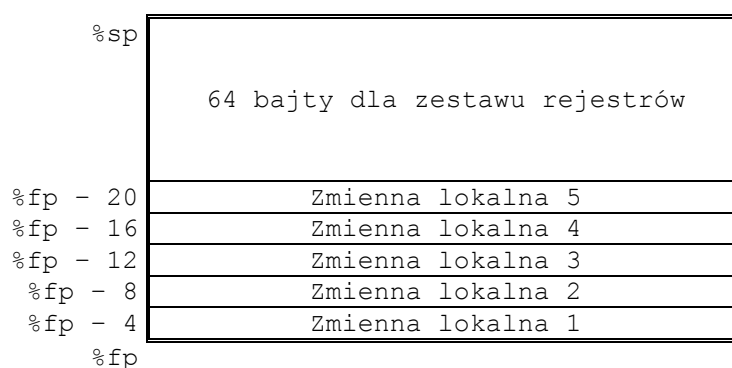 %sp
64 bajty dla zestawu rejestrów
%fp - 20 Zmienna lokalna 5
%fp - 16 Zmienna lokalna 4
%fp - 12 Zmienna lokalna 3
%fp - 8 Zmienna lokalna 2
%fp - 4 Zmienna lokalna 1
%fp